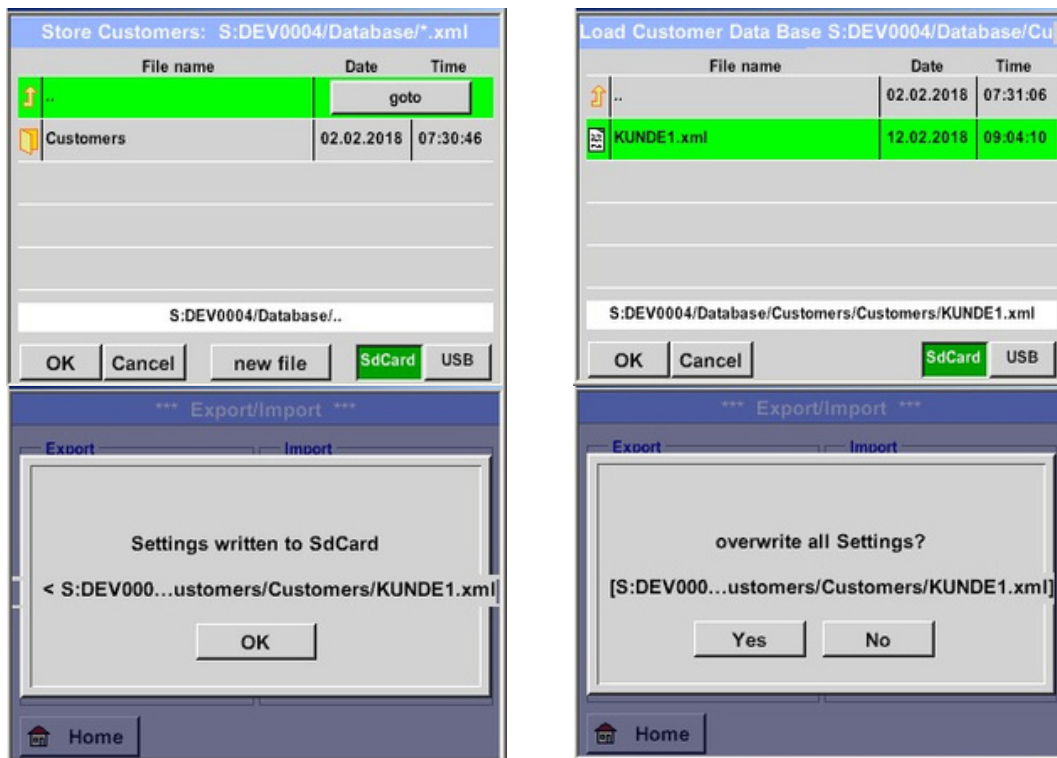 Store Customers: S:DEV0004/Database/*.xml
File name Date Time
.. goto
Customers 02.02.2018 07:30:46
S:DEV0004/Database/..
OK Cancel new file SdCard USB
Load Customer Data Base S:DEV0004/Database/Cu
File name Date Time
.. 02.02.2018 07:31:06
KUNDE1.xml 12.02.2018 09:04:10
S:DEV0004/Database/Customers/Customers/KUNDE1.xml
OK Cancel SdCard USB
*** Export/Import ***
Export Import
Settings written to SdCard
< S:DEV000...ustomers/Customers/KUNDE1.xml
OK
Home
*** Export/Import ***
Export Import
overwrite all Settings?
[S:DEV000...ustomers/Customers/KUNDE1.xml]
Yes No
Home